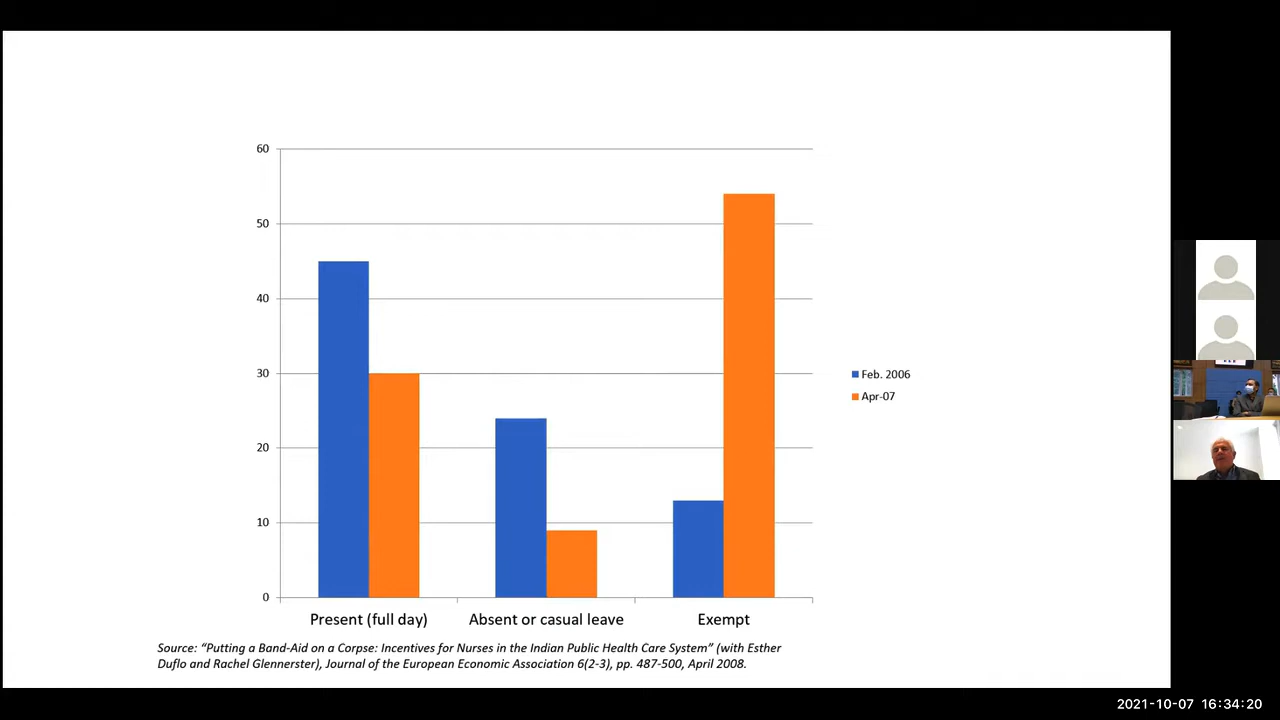 60
50
40
30
20
10
0
Feb. 2006
Apr-07
Present (full day)
Absent or casual leave
Exempt
Source: “Putting a Band-Aid on a Corpse: Incentives for Nurses in the Indian Public Health Care System” (with Esther
Duflo and Rachel Glennerster), Journal of the European Economic Association 6(2-3), pp. 487-500, April 2008.
2021-10-07 16:34:20